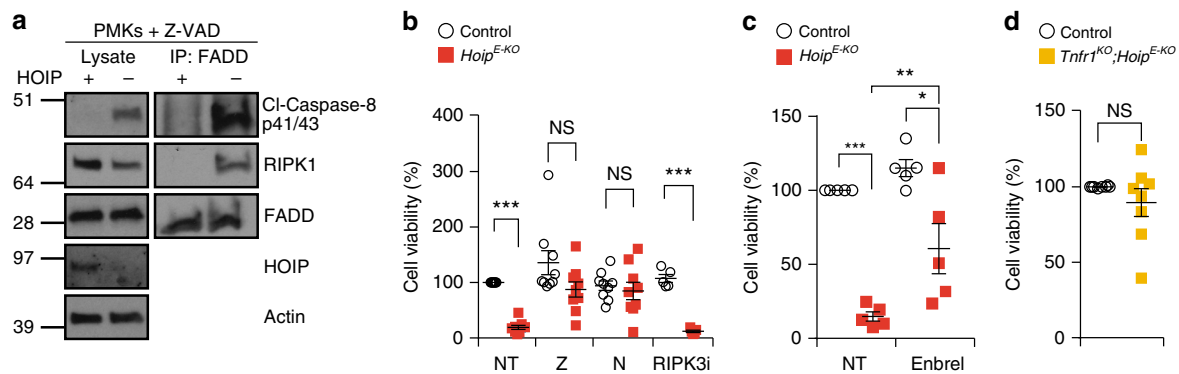 a
PMKs + Z-VAD
Lysate IP: FADD
HOIP + – + –
51
Cl-Caspase-8
p41/43
RIPK1
64
FADD
28
97
HOIP
Actin
39
b
Control
Hoip^E-KO
Cell viability (%)
400
300
200
100
0
***
NS
NS
***
NT Z N RIPK3i
c
Control
Hoip^E-KO
Cell viability (%)
150
100
50
0
***
**
*
NT Enbrel
d
Control
Tnfr1^KO;Hoip^E-KO
Cell viability (%)
150
100
50
0
NS